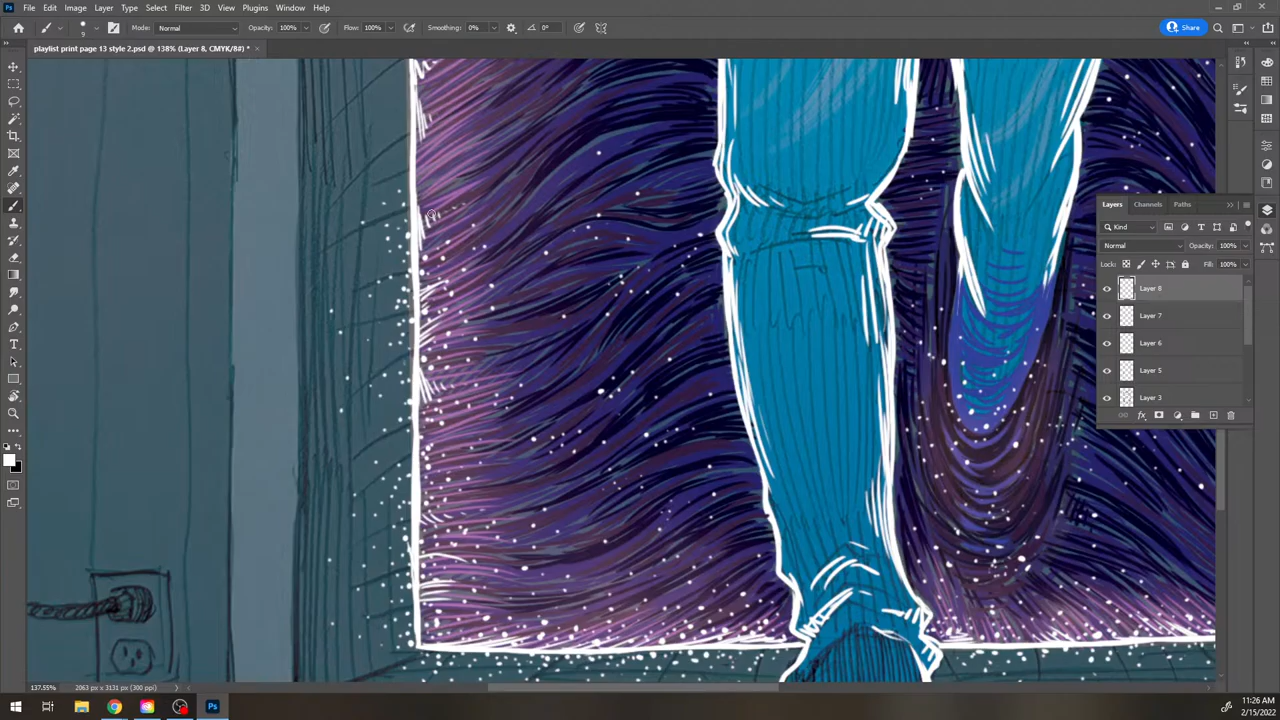 File Edit Image Layer Type Select Filter 3D View Plugins Window Help
9 Mode: Normal Opacity: 100% Flow: 100% Smoothing: 0% 0° Share
playlist print page 13 style 2.psd @ 138% (Layer 8, CMYK/8#) *
Layers Channels Paths
Kind
Normal Opacity: 100%
Lock: Fill: 100%
Layer 8
Layer 7
Layer 6
Layer 5
Layer 3
137.55% 2063 px x 3131 px (300 ppi)
11:26 AM
2/15/2022